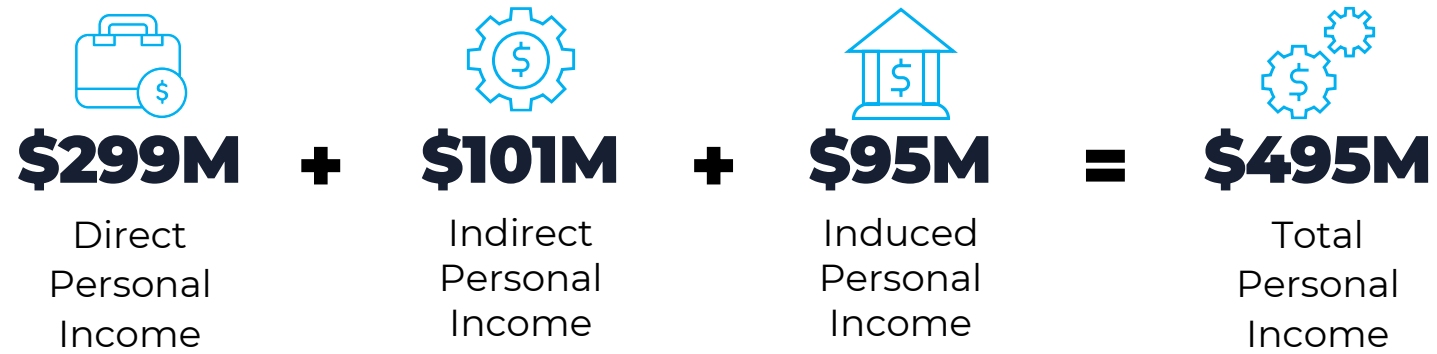 $299M + $101M + $95M = $495M
Direct
Personal
Income
Indirect
Personal
Income
Induced
Personal
Income
Total
Personal
Income